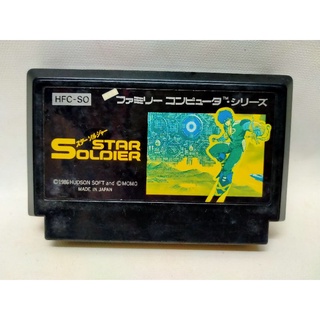 HFC-SO
ファミリー コンピュータ™・シリーズ
スター・ソルジャー
STAR
SOLDIER
©1986 HUDSON SOFT and ©MOMO
MADE IN JAPAN